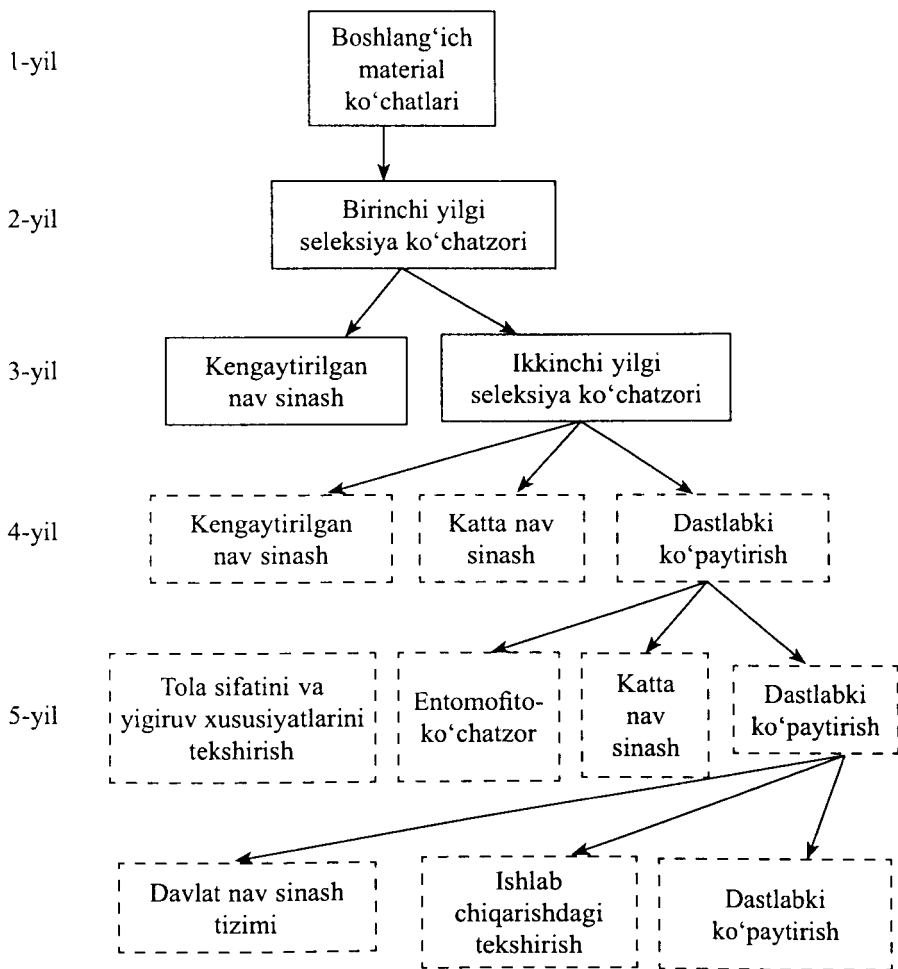 1-yil
Boshlang‘ich
material
ko‘chatlari
2-yil
Birinchi yilgi
seleksiya ko‘chatzori
3-yil
Kengaytirilgan
nav sinash
Ikkinchi yilgi
seleksiya ko‘chatzori
4-yil
Kengaytirilgan
nav sinash
Katta nav
sinash
Dastlabki
ko‘paytirish
5-yil
Tola sifatini va
yigiruv xususiyatlarini
tekshirish
Entomofito-
ko‘chatzor
Katta
nav
sinash
Dastlabki
ko‘paytirish
Davlat nav sinash
tizimi
Ishlab
chiqarishdagi
tekshirish
Dastlabki
ko‘paytirish